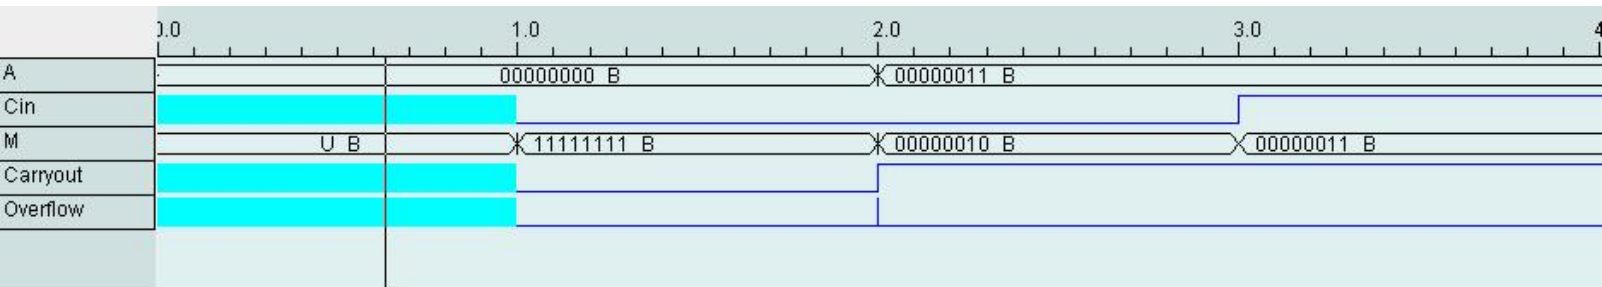 0.0 1.0 2.0 3.0 4
A 00000000 B 00000011 B
Cin
M U B 11111111 B 00000010 B 00000011 B
Carryout
Overflow